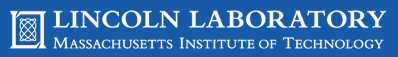 LINCOLN LABORATORY
MASSACHUSETTS INSTITUTE OF TECHNOLOGY